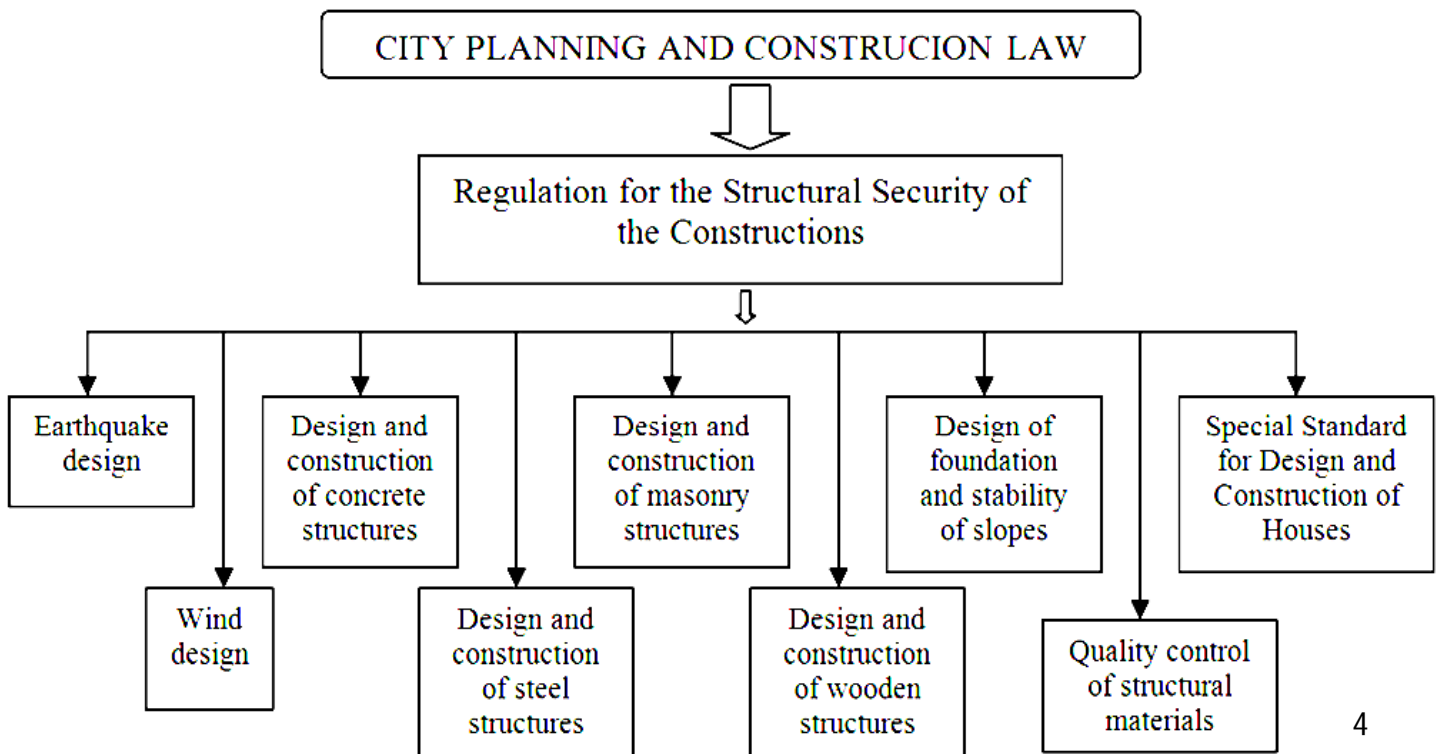 CITY PLANNING AND CONSTRUCION LAW
Regulation for the Structural Security of
the Constructions
Earthquake
design
Wind
design
Design and
construction
of concrete
structures
Design and
construction
of steel
structures
Design and
construction
of masonry
structures
Design and
construction
of wooden
structures
Design of
foundation
and stability
of slopes
Quality control
of structural
materials
Special Standard
for Design and
Construction of
Houses
4